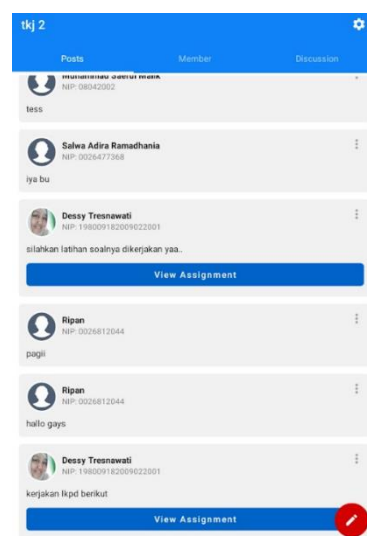 tkj 2
Posts Member Discussion
Muhammad Saeful Malik
NIP: 08042002
tess
Salwa Adira Ramadhania
NIP: 0026477368
iya bu
Dessy Tresnawati
NIP: 198009182009022001
silahkan latihan soalnya dikerjakan yaa..
View Assignment
Ripan
NIP: 0026812044
pagii
Ripan
NIP: 0026812044
hallo gays
Dessy Tresnawati
NIP: 198009182009022001
kerjakan lkpd berikut
View Assignment